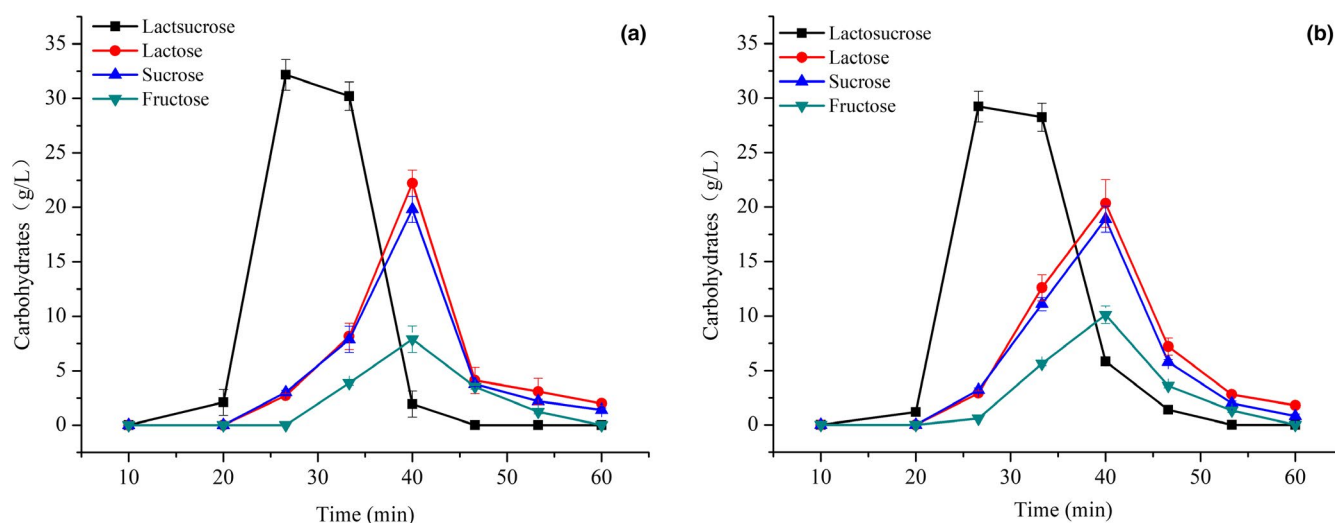 (a)
Lactsucrose
Lactose
Sucrose
Fructose
Carbohydrates（g/L）
35
30
25
20
15
10
5
0
10 20 30 40 50 60
Time (min)
(b)
Lactosucrose
Lactose
Sucrose
Fructose
Carbohydrates（g/L）
35
30
25
20
15
10
5
0
10 20 30 40 50 60
Time (min)